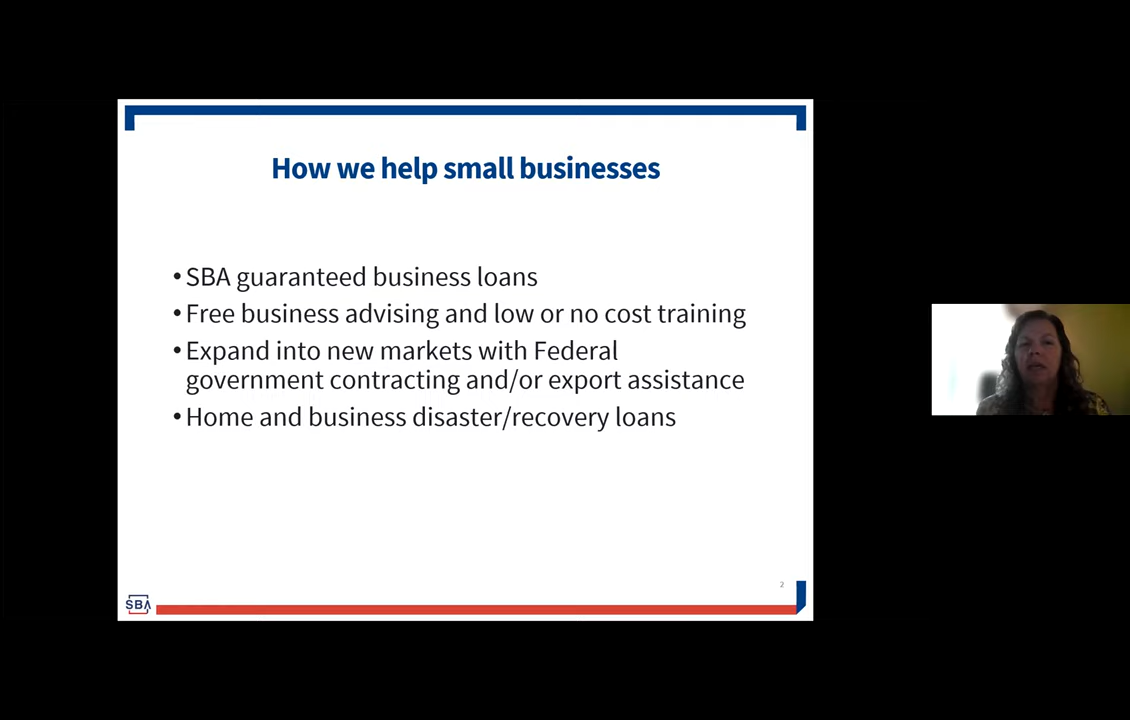 How we help small businesses
• SBA guaranteed business loans
• Free business advising and low or no cost training
• Expand into new markets with Federal
government contracting and/or export assistance
• Home and business disaster/recovery loans
2
SBA